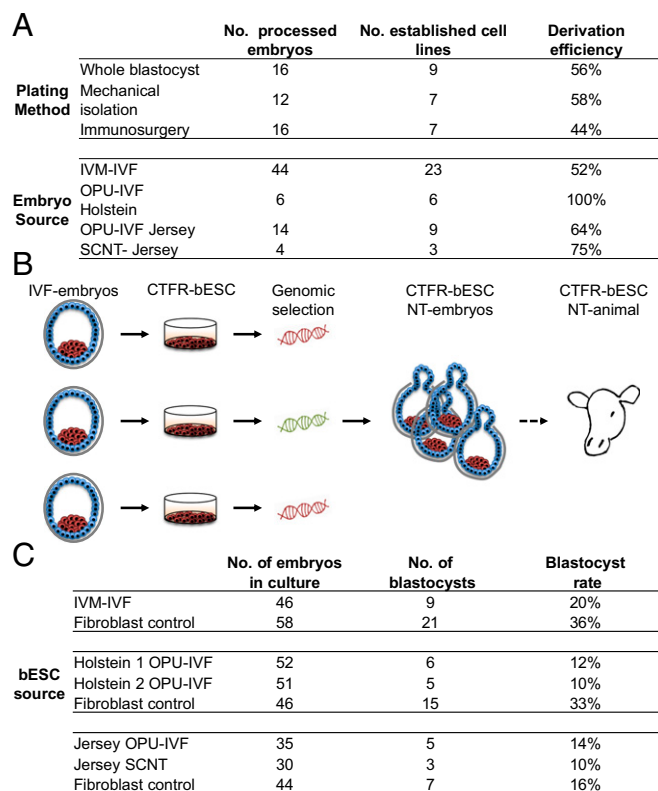 A
No. processed embryos No. established cell lines Derivation efficiency
Plating Method
Whole blastocyst 16 9 56%
Mechanical isolation 12 7 58%
Immunosurgery 16 7 44%
Embryo Source
IVM-IVF 44 23 52%
OPU-IVF Holstein 6 6 100%
OPU-IVF Jersey 14 9 64%
SCNT- Jersey 4 3 75%
B
IVF-embryos CTFR-bESC Genomic selection CTFR-bESC NT-embryos CTFR-bESC NT-animal
C
No. of embryos in culture No. of blastocysts Blastocyst rate
bESC source
IVM-IVF 46 9 20%
Fibroblast control 58 21 36%
Holstein 1 OPU-IVF 52 6 12%
Holstein 2 OPU-IVF 51 5 10%
Fibroblast control 46 15 33%
Jersey OPU-IVF 35 5 14%
Jersey SCNT 30 3 10%
Fibroblast control 44 7 16%